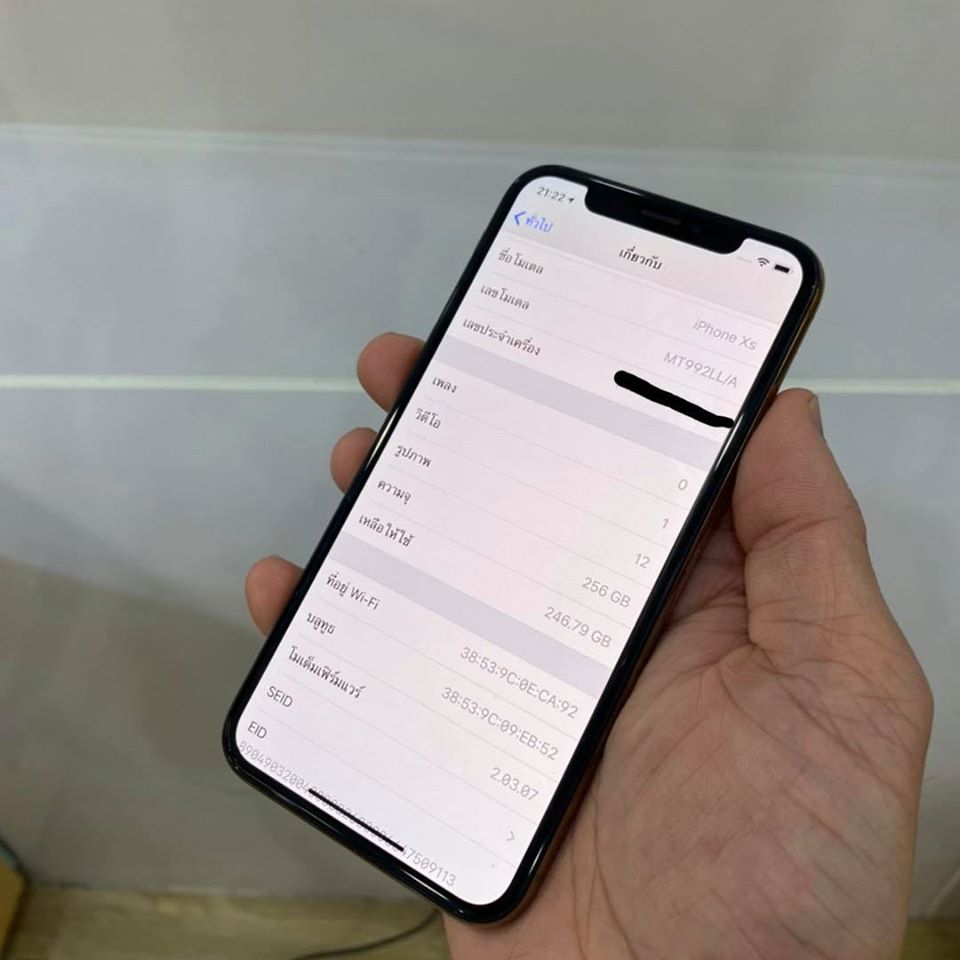 21:22
ทั่วไป
เกี่ยวกับ
ชื่อโมเดล iPhone Xs
เลขโมเดล MT992LL/A
เลขประจำเครื่อง
เพลง 0
วิดีโอ 1
รูปภาพ 12
ความจุ 256 GB
เหลือให้ใช้ 246.79 GB
ที่อยู่ Wi-Fi 38:53:9C:0E:CA:92
บลูทูธ 38:53:9C:09:EB:52
โมเด็มเฟิร์มแวร์ 2.03.07
SEID
EID